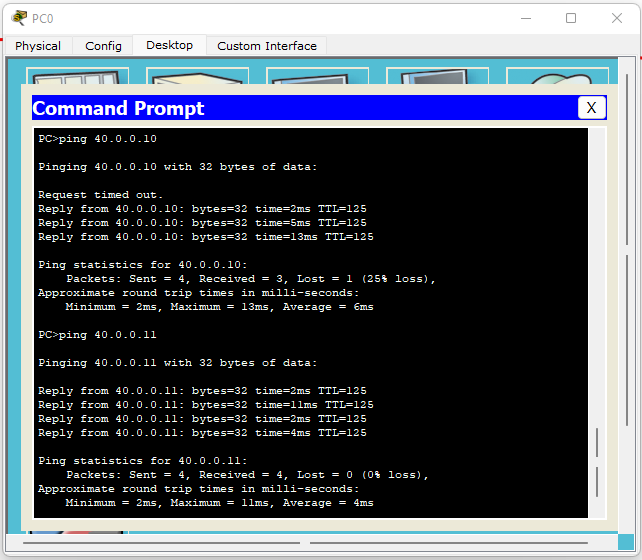 PC0
Physical Config Desktop Custom Interface
Command Prompt X
PC>ping 40.0.0.10
Pinging 40.0.0.10 with 32 bytes of data:
Request timed out.
Reply from 40.0.0.10: bytes=32 time=2ms TTL=125
Reply from 40.0.0.10: bytes=32 time=5ms TTL=125
Reply from 40.0.0.10: bytes=32 time=13ms TTL=125
Ping statistics for 40.0.0.10:
    Packets: Sent = 4, Received = 3, Lost = 1 (25% loss),
Approximate round trip times in milli-seconds:
    Minimum = 2ms, Maximum = 13ms, Average = 6ms
PC>ping 40.0.0.11
Pinging 40.0.0.11 with 32 bytes of data:
Reply from 40.0.0.11: bytes=32 time=2ms TTL=125
Reply from 40.0.0.11: bytes=32 time=11ms TTL=125
Reply from 40.0.0.11: bytes=32 time=2ms TTL=125
Reply from 40.0.0.11: bytes=32 time=4ms TTL=125
Ping statistics for 40.0.0.11:
    Packets: Sent = 4, Received = 4, Lost = 0 (0% loss),
Approximate round trip times in milli-seconds:
    Minimum = 2ms, Maximum = 11ms, Average = 4ms